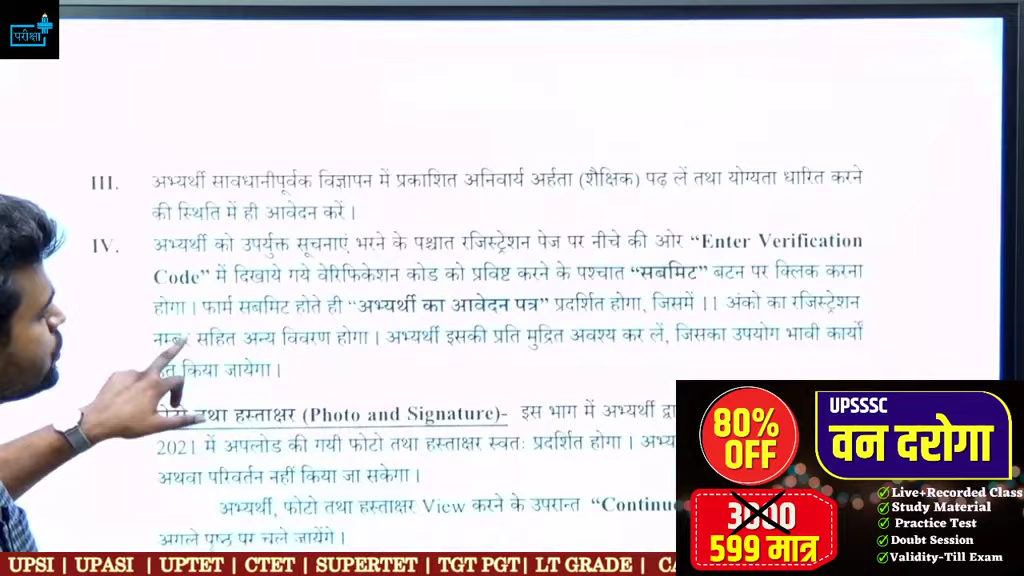 परीक्षा
III. अभ्यर्थी सावधानीपूर्वक विज्ञापन में प्रकाशित अनिवार्य अर्हता (शैक्षिक) पढ़ लें तथा योग्यता धारित करने
की स्थिति में ही आवेदन करें।
IV. अभ्यर्थी को उपर्युक्त सूचनाएं भरने के पश्चात रजिस्ट्रेशन पेज पर नीचे की ओर "Enter Verification
Code" में दिखाये गये वेरिफिकेशन कोड को प्रविष्ट करने के पश्चात "सबमिट" बटन पर क्लिक करना
होगा। फार्म सबमिट होते ही "अभ्यर्थी का आवेदन पत्र" प्रदर्शित होगा, जिसमें 11 अंको का रजिस्ट्रेशन
सहित अन्य विवरण होगा। अभ्यर्थी इसकी प्रति मुद्रित अवश्य कर लें, जिसका उपयोग भावी कार्यों
किया जायेगा।
तथा हस्ताक्षर (Photo and Signature)- इस भाग में अभ्यर्थी
2021 में अपलोड की गयी फोटो तथा हस्ताक्षर स्वतः प्रदर्शित होगा।
अथवा परिवर्तन नहीं किया जा सकेगा।
अभ्यर्थी, फोटो तथा हस्ताक्षर View करने के उपरान्त
अगले पृष्ठ पर चले जायेंगे।
80%
OFF
UPSSSC
वन दरोगा
3000
599 मात्र
Live+Recorded Class
Study Material
Practice Test
Doubt Session
Validity-Till Exam
UPSI | UPASI | UPTET | CTET | SUPERTET | TGT PGT | LT GRADE |